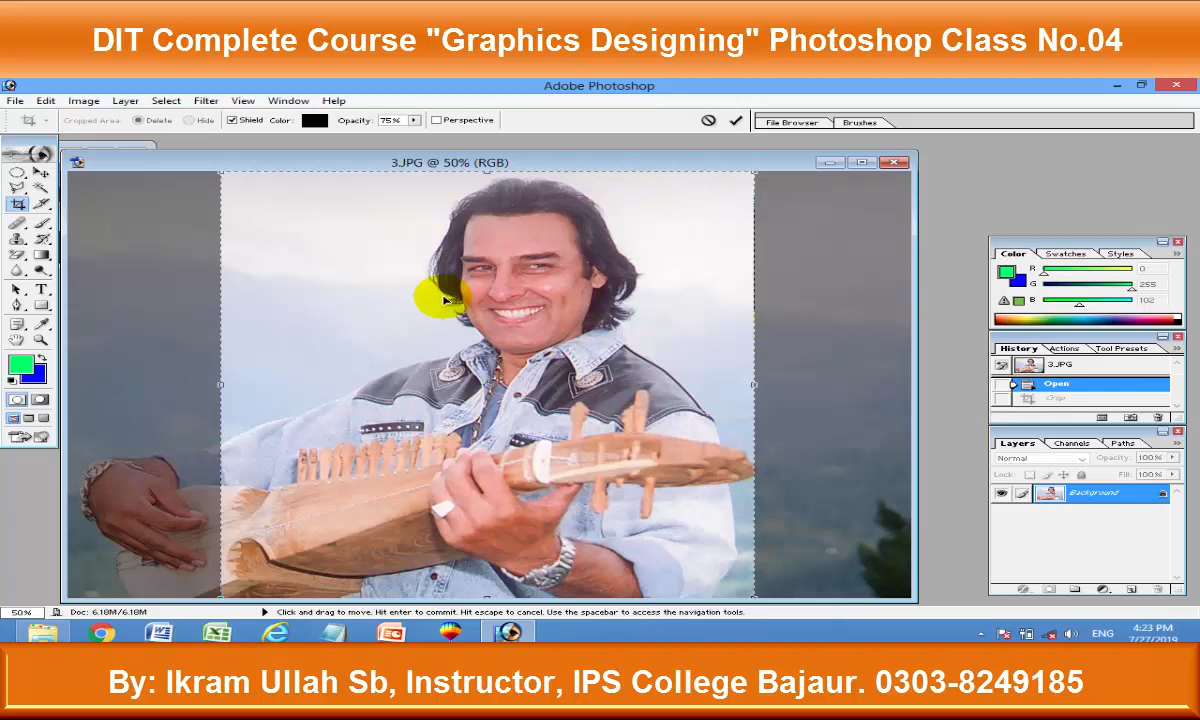 DIT Complete Course "Graphics Designing" Photoshop Class No.04
Adobe Photoshop
File Edit Image Layer Select Filter View Window Help
Cropped Area: Delete Hide Shield Color: Opacity: 75% Perspective File Browser Brushes
3.JPG @ 50% (RGB)
Color Swatches Styles
R 0
G 255
B 102
History Actions Tool Presets
3.JPG
Open
Layers Channels Paths
Normal Opacity: 100%
Lock: Fill: 100%
Background
50% Doc: 6.18M/6.18M Click and drag to move. Hit enter to commit. Hit escape to cancel. Use the spacebar to access the navigation tools.
ENG 4:23 PM
7/27/2019
By: Ikram Ullah Sb, Instructor, IPS College Bajaur. 0303-8249185